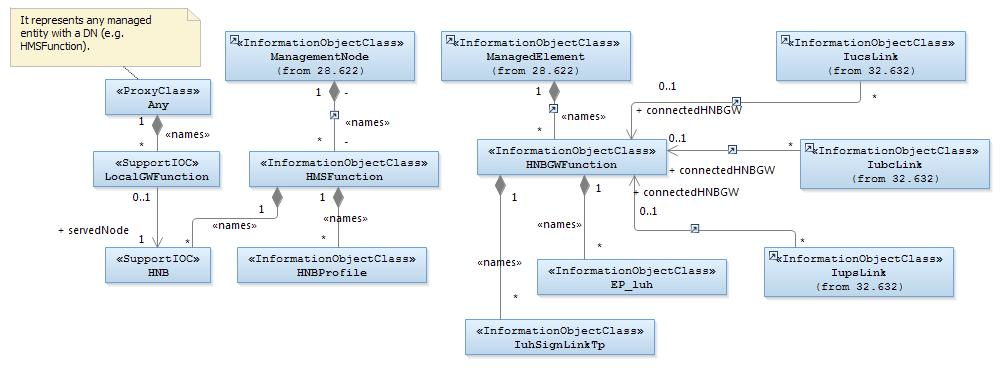 It represents any managed
entity with a DN (e.g.
HMSFunction).
«ProxyClass»
Any
1
«names»
*
«SupportIOC»
LocalGWFunction
0..1
+ servedNode
1
«SupportIOC»
HNB
«InformationObjectClass»
ManagementNode
(from 28.622)
1
-
«names»
*
-
«InformationObjectClass»
HMSFunction
1
«names»
*
1
«names»
*
«InformationObjectClass»
HNBProfile
«InformationObjectClass»
ManagedElement
(from 28.622)
1
«names»
*
«InformationObjectClass»
HNBGWFunction
1
«names»
*
1
«names»
*
«InformationObjectClass»
EP_luh
«InformationObjectClass»
IuhSignLinkTp
«InformationObjectClass»
IucsLink
(from 32.632)
0..1
+ connectedHNBGW
*
0..1
*
+ connectedHNBGW
«InformationObjectClass»
IubcLink
(from 32.632)
+ connectedHNBGW
0..1
*
«InformationObjectClass»
IupsLink
(from 32.632)